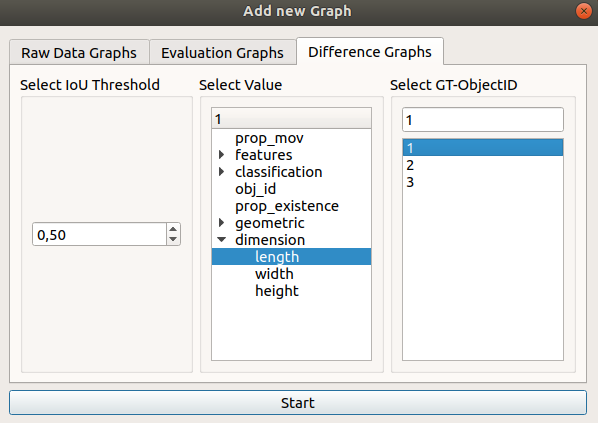 Add new Graph
Raw Data Graphs
Evaluation Graphs
Difference Graphs
Select IoU Threshold
0,50
Select Value
1
prop_mov
features
classification
obj_id
prop_existence
geometric
dimension
length
width
height
Select GT-ObjectID
1
1
2
3
Start